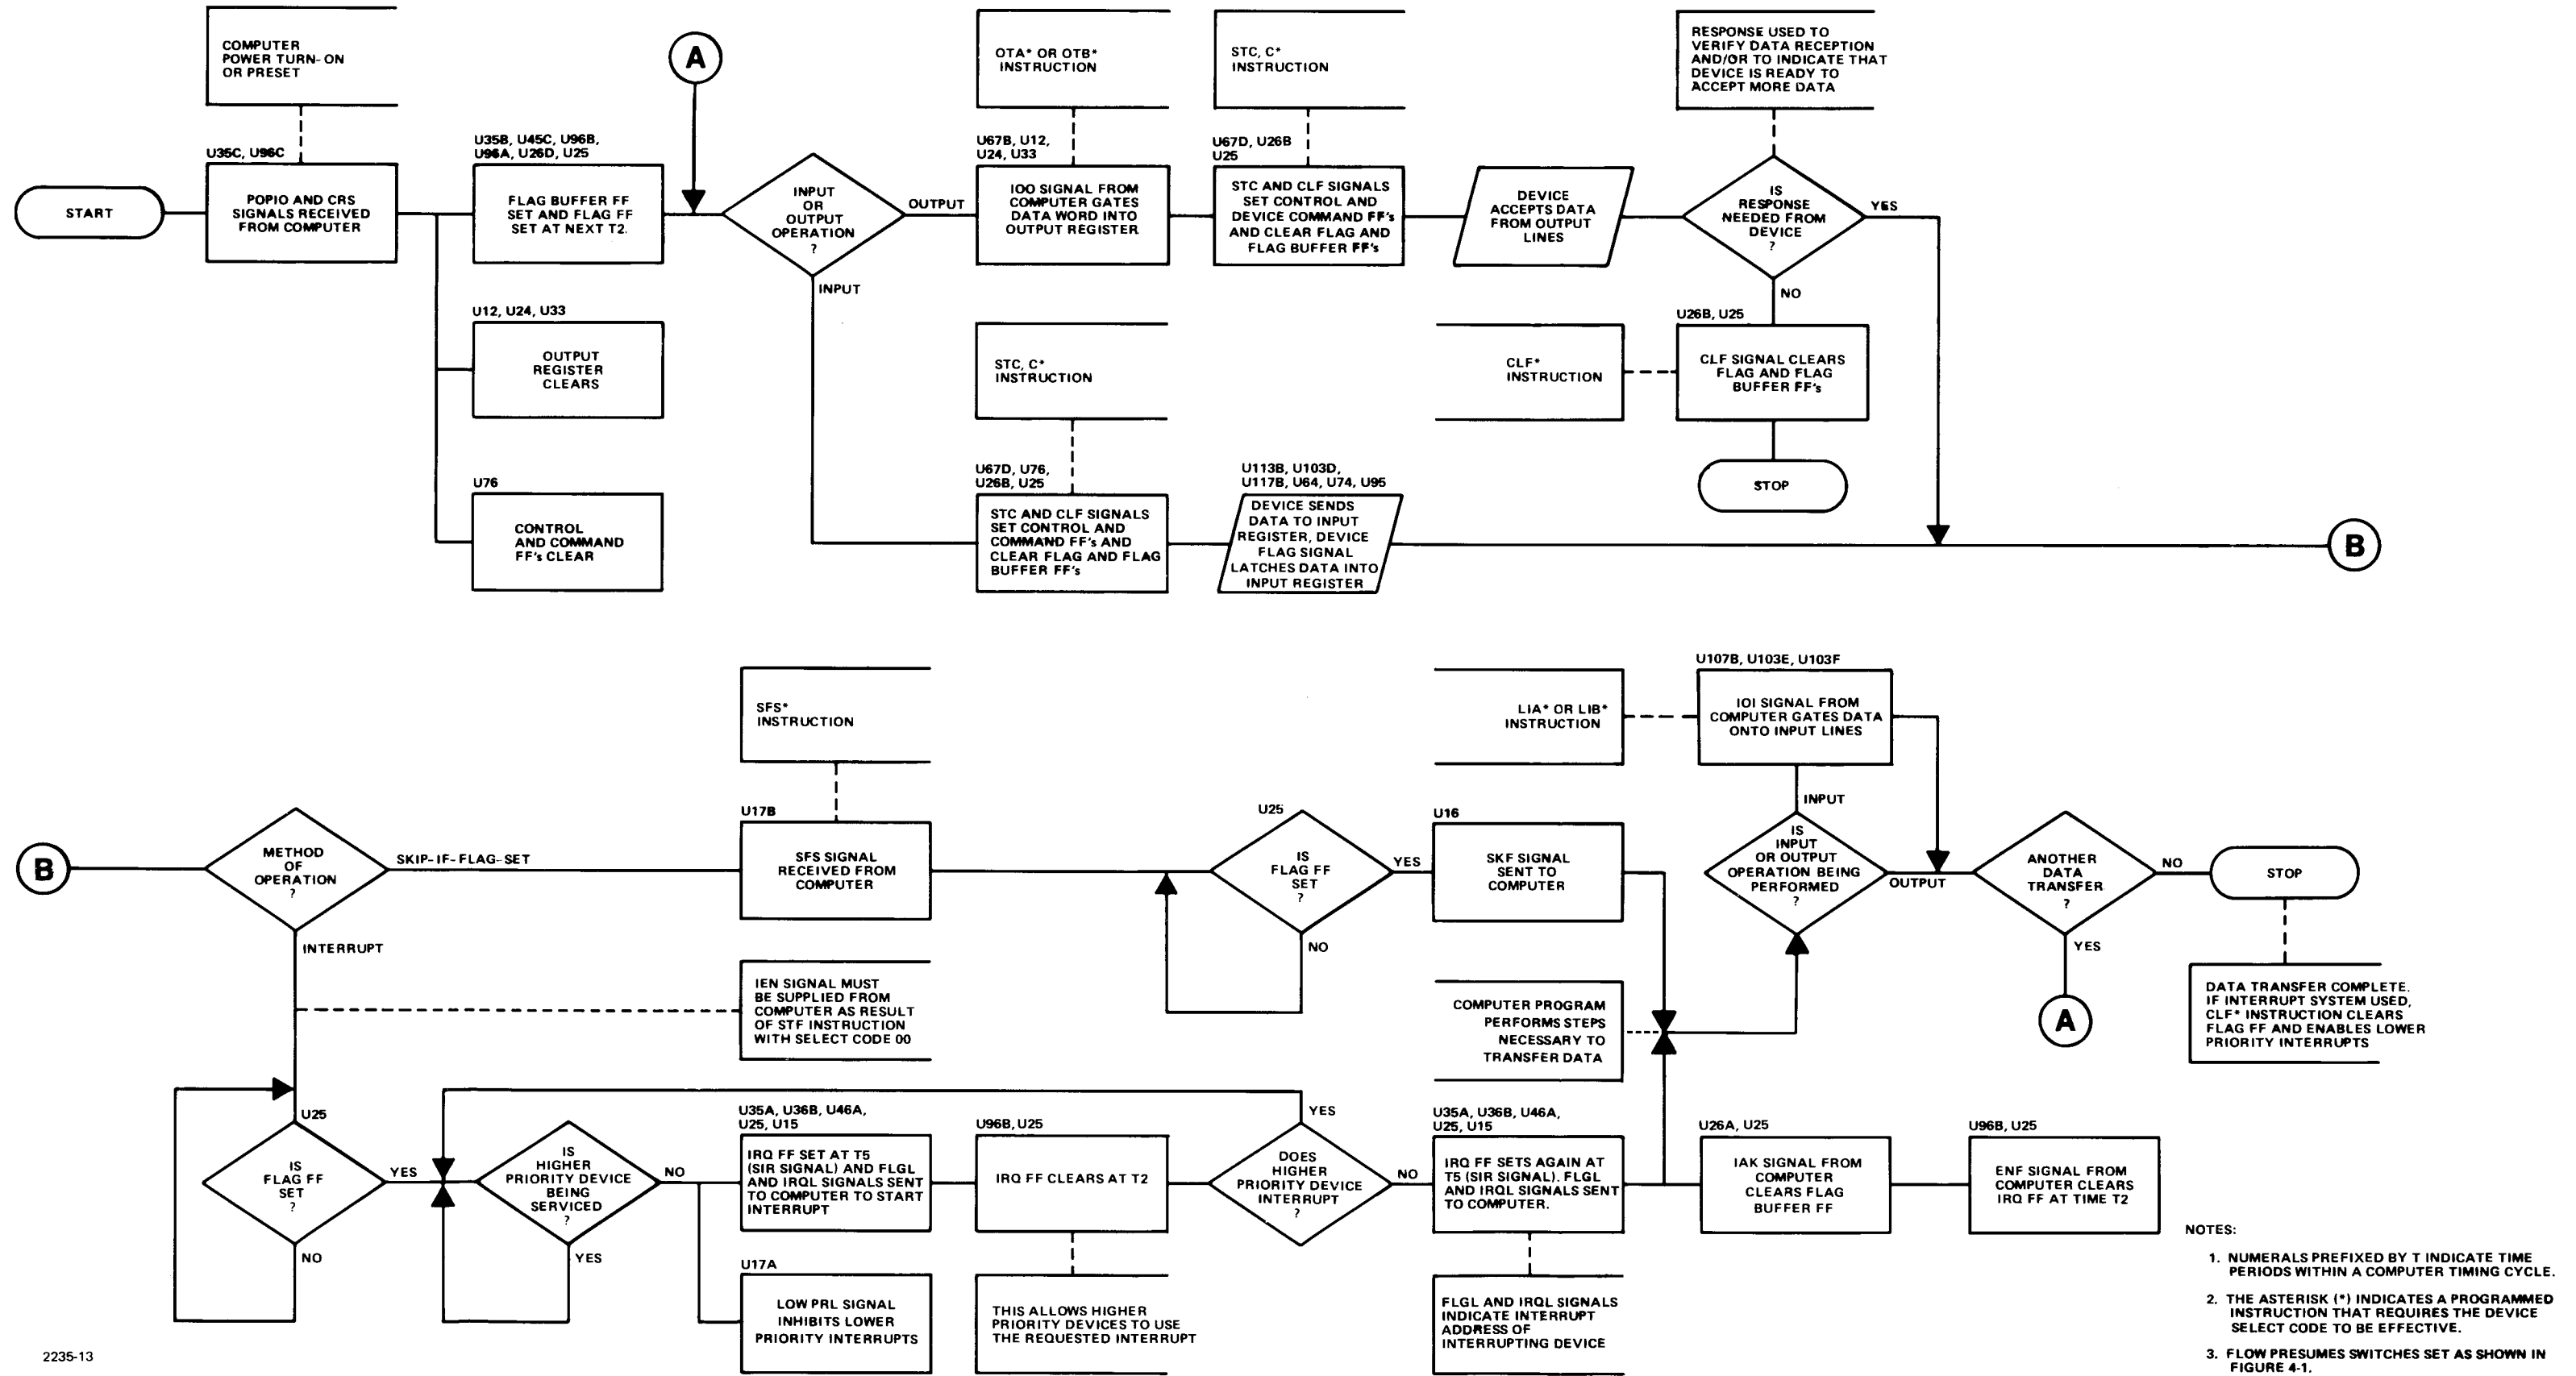 COMPUTER
POWER TURN-ON
OR PRESET
U35C, U96C
START
POPIO AND CRS
SIGNALS RECEIVED
FROM COMPUTER
U35B, U45C, U96B,
U96A, U26D, U25
FLAG BUFFER FF
SET AND FLAG FF
SET AT NEXT T2.
U12, U24, U33
OUTPUT
REGISTER
CLEARS
U76
CONTROL
AND COMMAND
FF's CLEAR
A
INPUT
OR
OUTPUT
OPERATION
?
OUTPUT
INPUT
OTA* OR OTB*
INSTRUCTION
U67B, U12,
U24, U33
IOO SIGNAL FROM
COMPUTER GATES
DATA WORD INTO
OUTPUT REGISTER
STC, C*
INSTRUCTION
U67D, U26B
U25
STC AND CLF SIGNALS
SET CONTROL AND
DEVICE COMMAND FF's
AND CLEAR FLAG AND
FLAG BUFFER FF's
DEVICE
ACCEPTS DATA
FROM OUTPUT
LINES
RESPONSE USED TO
VERIFY DATA RECEPTION
AND/OR TO INDICATE THAT
DEVICE IS READY TO
ACCEPT MORE DATA
IS
RESPONSE
NEEDED FROM
DEVICE
?
YES
NO
U26B, U25
CLF*
INSTRUCTION
CLF SIGNAL CLEARS
FLAG AND FLAG
BUFFER FF's
STOP
STC, C*
INSTRUCTION
U67D, U76,
U26B, U25
STC AND CLF SIGNALS
SET CONTROL AND
COMMAND FF's AND
CLEAR FLAG AND FLAG
BUFFER FF's
U113B, U103D,
U117B, U64, U74, U95
DEVICE SENDS
DATA TO INPUT
REGISTER, DEVICE
FLAG SIGNAL
LATCHES DATA INTO
INPUT REGISTER
B
B
METHOD
OF
OPERATION
?
SKIP-IF-FLAG-SET
INTERRUPT
SFS*
INSTRUCTION
U17B
SFS SIGNAL
RECEIVED FROM
COMPUTER
U25
IS
FLAG FF
SET
?
YES
NO
U16
SKF SIGNAL
SENT TO
COMPUTER
LIA* OR LIB*
INSTRUCTION
U107B, U103E, U103F
IOI SIGNAL FROM
COMPUTER GATES DATA
ONTO INPUT LINES
INPUT
IS
INPUT
OR OUTPUT
OPERATION BEING
PERFORMED
?
OUTPUT
ANOTHER
DATA
TRANSFER
?
NO
YES
STOP
A
DATA TRANSFER COMPLETE.
IF INTERRUPT SYSTEM USED,
CLF* INSTRUCTION CLEARS
FLAG FF AND ENABLES LOWER
PRIORITY INTERRUPTS
IEN SIGNAL MUST
BE SUPPLIED FROM
COMPUTER AS RESULT
OF STF INSTRUCTION
WITH SELECT CODE 00
COMPUTER PROGRAM
PERFORMS STEPS
NECESSARY TO
TRANSFER DATA
U25
IS
FLAG FF
SET
?
YES
NO
IS
HIGHER
PRIORITY DEVICE
BEING
SERVICED
?
NO
YES
U35A, U36B, U46A,
U25, U15
IRQ FF SET AT T5
(SIR SIGNAL) AND FLGL
AND IRQL SIGNALS SENT
TO COMPUTER TO START
INTERRUPT
U17A
LOW PRL SIGNAL
INHIBITS LOWER
PRIORITY INTERRUPTS
U96B, U25
IRQ FF CLEARS AT T2
THIS ALLOWS HIGHER
PRIORITY DEVICES TO USE
THE REQUESTED INTERRUPT
YES
DOES
HIGHER
PRIORITY DEVICE
INTERRUPT
?
NO
U35A, U36B, U46A,
U25, U15
IRQ FF SETS AGAIN AT
T5 (SIR SIGNAL). FLGL
AND IRQL SIGNALS SENT
TO COMPUTER.
FLGL AND IRQL SIGNALS
INDICATE INTERRUPT
ADDRESS OF
INTERRUPTING DEVICE
U26A, U25
IAK SIGNAL FROM
COMPUTER
CLEARS FLAG
BUFFER FF
U96B, U25
ENF SIGNAL FROM
COMPUTER CLEARS
IRQ FF AT TIME T2
NOTES:
1. NUMERALS PREFIXED BY T INDICATE TIME
PERIODS WITHIN A COMPUTER TIMING CYCLE.
2. THE ASTERISK (*) INDICATES A PROGRAMMED
INSTRUCTION THAT REQUIRES THE DEVICE
SELECT CODE TO BE EFFECTIVE.
3. FLOW PRESUMES SWITCHES SET AS SHOWN IN
FIGURE 4-1.
2235-13